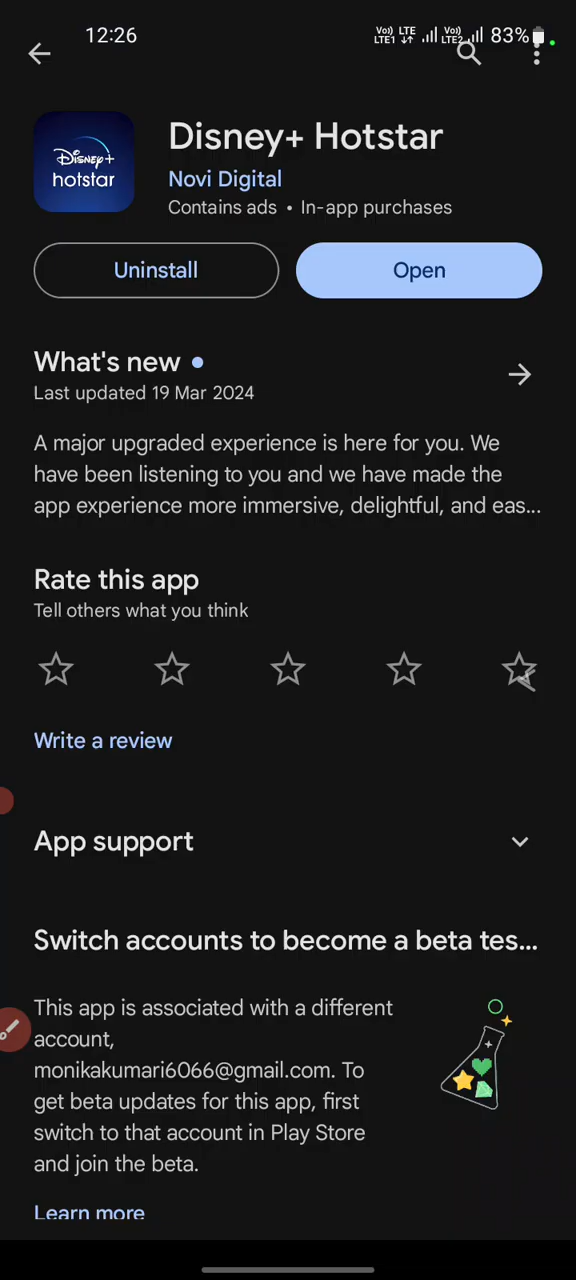 12:26
Vo) LTE Vo) 83%
LTE1 LTE2
Disney+
hotstar
Disney+ Hotstar
Novi Digital
Contains ads • In-app purchases
Uninstall
Open
What's new
Last updated 19 Mar 2024
A major upgraded experience is here for you. We
have been listening to you and we have made the
app experience more immersive, delightful, and eas...
Rate this app
Tell others what you think
Write a review
App support
Switch accounts to become a beta tes...
This app is associated with a different
account,
monikakumari6066@gmail.com. To
get beta updates for this app, first
switch to that account in Play Store
and join the beta.
Learn more